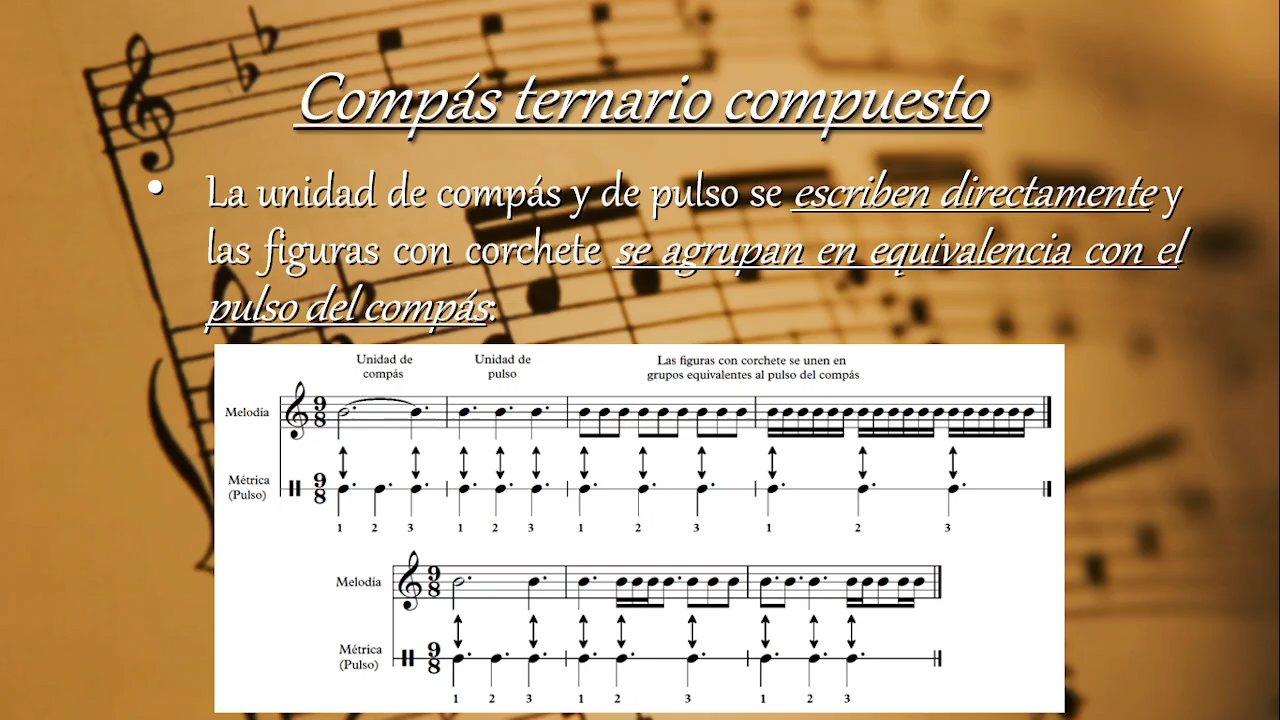 Compás ternario compuesto
• La unidad de compás y de pulso se escriben directamente y
las figuras con corchete se agrupan en equivalencia con el
pulso del compás:
Unidad de
compás
Unidad de
pulso
Las figuras con corchete se unen en
grupos equivalentes al pulso del compás
Melodía
9
8
Métrica
(Pulso)
9
8
1 2 3 1 2 3 1 2 3 1 2 3
Melodía
9
8
Métrica
(Pulso)
9
8
1 2 3 1 2 3 1 2 3